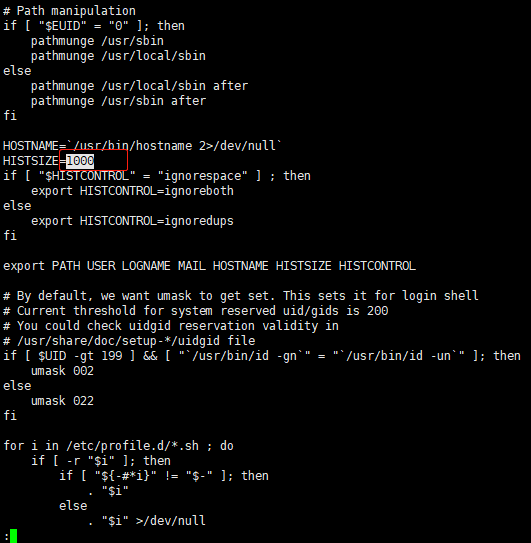 # Path manipulation
if [ "$EUID" = "0" ]; then
    pathmunge /usr/sbin
    pathmunge /usr/local/sbin
else
    pathmunge /usr/local/sbin after
    pathmunge /usr/sbin after
fi

HOSTNAME=`/usr/bin/hostname 2>/dev/null`
HISTSIZE=1000
if [ "$HISTCONTROL" = "ignorespace" ] ; then
    export HISTCONTROL=ignoreboth
else
    export HISTCONTROL=ignoredups
fi

export PATH USER LOGNAME MAIL HOSTNAME HISTSIZE HISTCONTROL

# By default, we want umask to get set. This sets it for login shell
# Current threshold for system reserved uid/gids is 200
# You could check uidgid reservation validity in
# /usr/share/doc/setup-*/uidgid file
if [ $UID -gt 199 ] && [ "`/usr/bin/id -gn`" = "`/usr/bin/id -un`" ]; then
    umask 002
else
    umask 022
fi

for i in /etc/profile.d/*.sh ; do
    if [ -r "$i" ]; then
        if [ "${-#*i}" != "$-" ]; then
            . "$i"
        else
            . "$i" >/dev/null
: